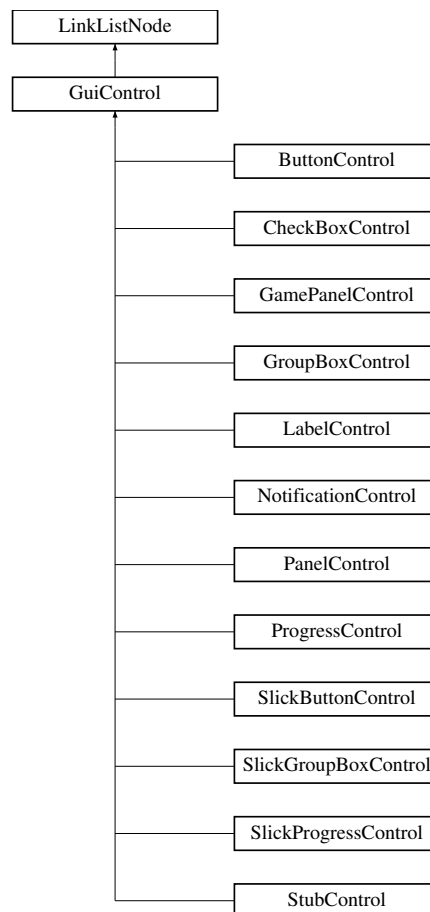 LinkListNode
GuiControl
ButtonControl
CheckBoxControl
GamePanelControl
GroupBoxControl
LabelControl
NotificationControl
PanelControl
ProgressControl
SlickButtonControl
SlickGroupBoxControl
SlickProgressControl
StubControl